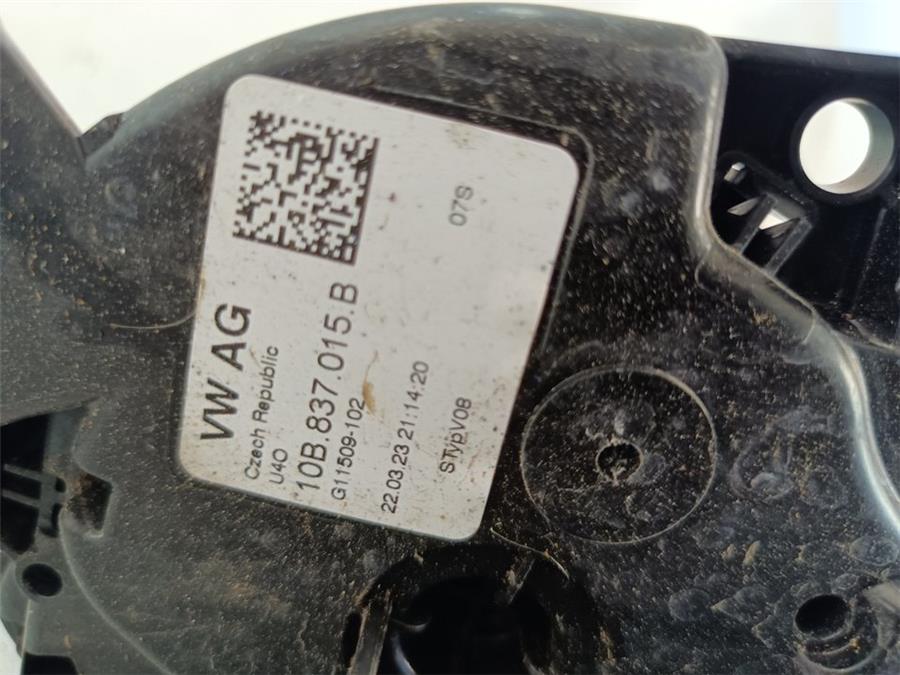 VW AG
Czech Republic
U4O
10B.837.015.B
G11509-102
22.03.23 21:14:20
STypV08
07S